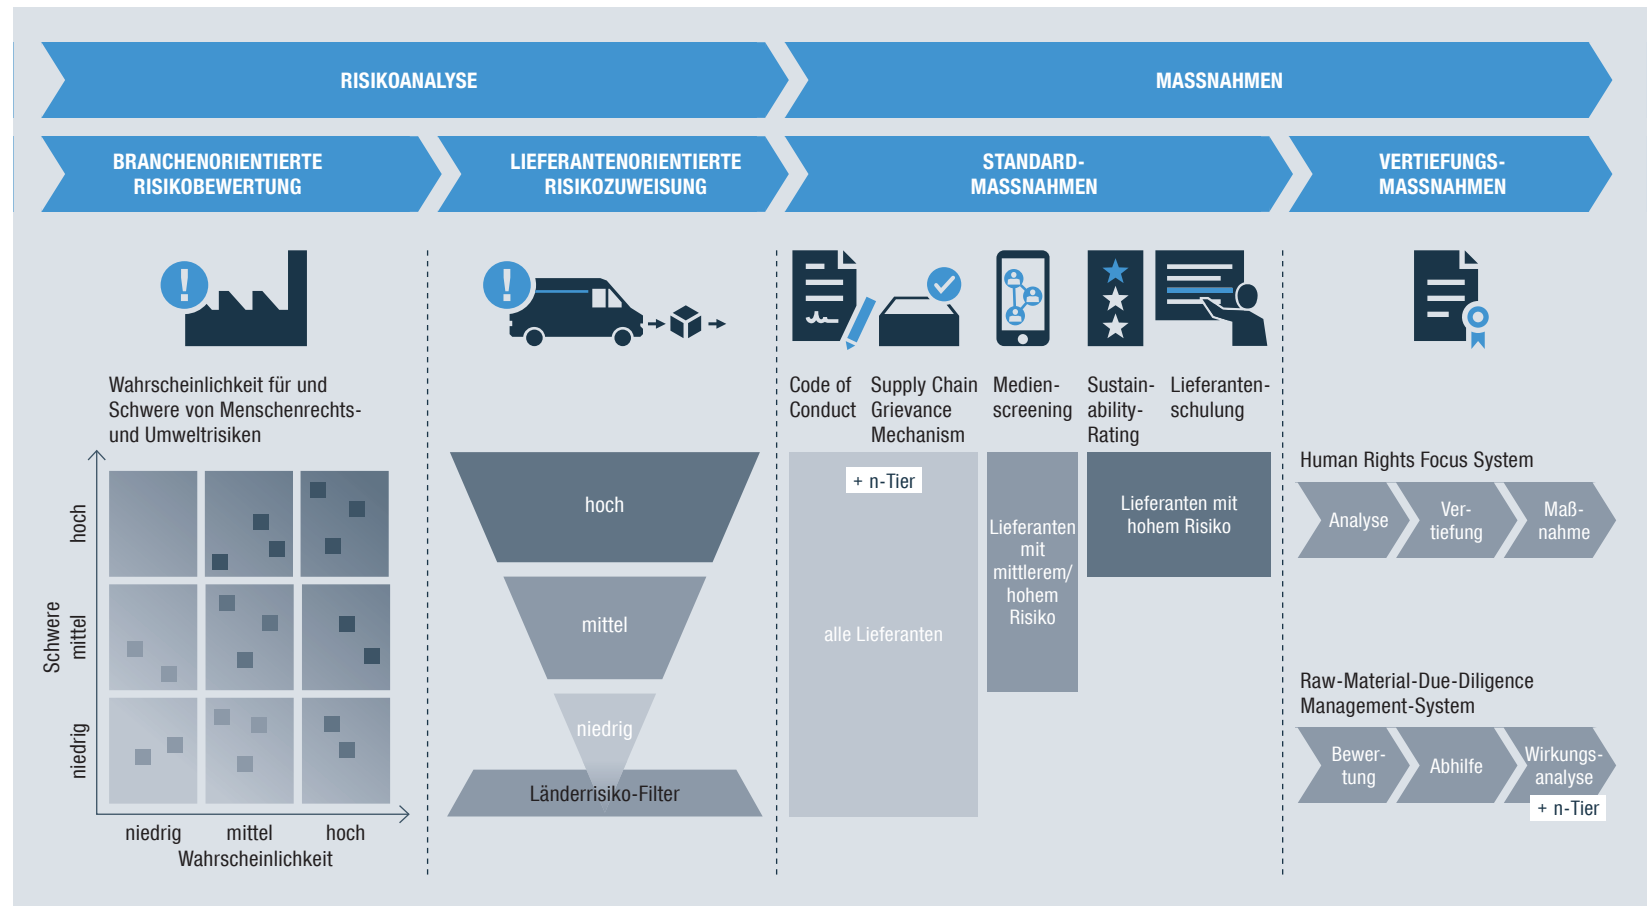 RISIKOANALYSE
MASSNAHMEN
BRANCHENORIENTIERTE
RISIKOBEWERTUNG
LIEFERANTENORIENTIERTE
RISIKOZUWEISUNG
STANDARD-
MASSNAHMEN
VERTIEFUNGS-
MASSNAHMEN
Wahrscheinlichkeit für und
Schwere von Menschenrechts-
und Umweltrisiken
Schwere
hoch
mittel
niedrig
niedrig
mittel
hoch
Wahrscheinlichkeit
hoch
mittel
niedrig
Länderrisiko-Filter
Code of
Conduct
Supply Chain
Grievance
Mechanism
Medien-
screening
Sustain-
ability-
Rating
Lieferanten-
schulung
+ n-Tier
alle Lieferanten
Lieferanten
mit
mittlerem/
hohem
Risiko
Lieferanten mit
hohem Risiko
Human Rights Focus System
Analyse
Ver-
tiefung
Maß-
nahme
Raw-Material-Due-Diligence
Management-System
Bewer-
tung
Abhilfe
Wirkungs-
analyse
+ n-Tier